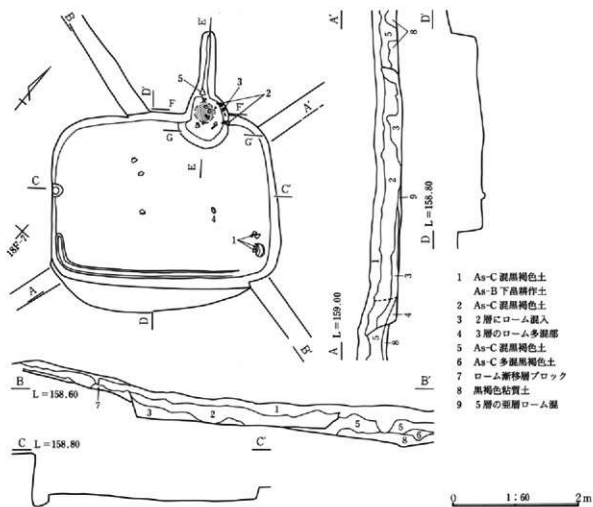 B
E
5
3
2
D'
F
F'
A'
G
G'
E
C
C'
4
1
18F-21
A
D
B'
A'
D'
5
8
3
2
9
L=158.80
D
1
3
4
5
8
L=159.00
A
1 As-C 混黒褐色土
As-B 下畠耕作土
2 As-C 混黒褐色土
3 2層にローム混入
4 3層のローム多混部
5 As-C 混黒褐色土
6 As-C 多混黒褐色土
7 ローム漸移層ブロック
8 黒褐色粘質土
9 5層の亜層ローム混
B L=158.60
B'
7
3
2
1
5
5
8
6
C L=158.80
C'
0 1:60 2m